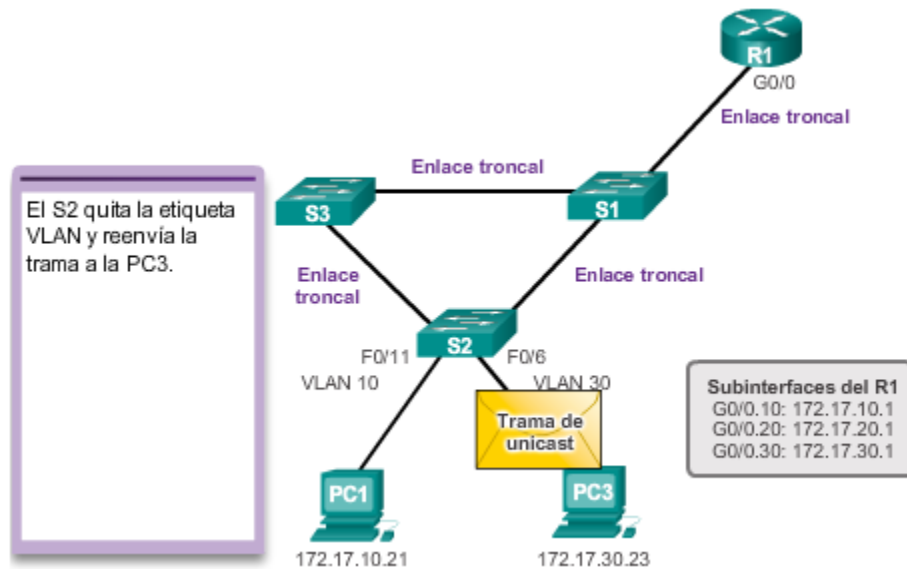 R1
G0/0
Enlace troncal
Enlace troncal
El S2 quita la etiqueta
VLAN y reenvía la
trama a la PC3.
S3
S1
Enlace
troncal
Enlace troncal
S2
F0/11
F0/6
VLAN 10
VLAN 30
Trama de
unicast
Subinterfaces del R1
G0/0.10: 172.17.10.1
G0/0.20: 172.17.20.1
G0/0.30: 172.17.30.1
PC1
PC3
172.17.10.21
172.17.30.23